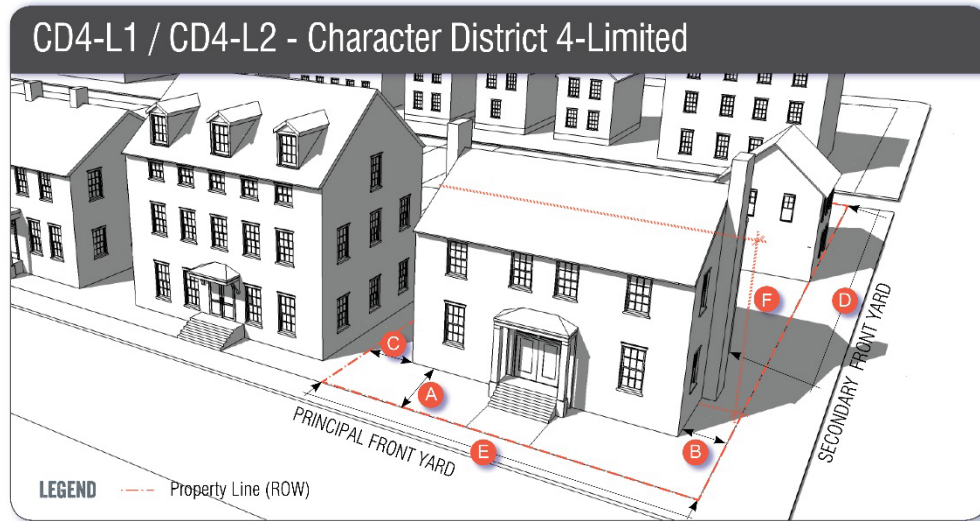 CD4-L1 / CD4-L2 - Character District 4-Limited
F
D
C
A
SECONDARY FRONT YARD
PRINCIPAL FRONT YARD
E
B
LEGEND Property Line (ROW)